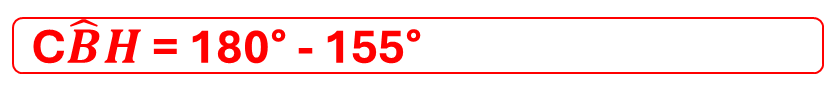 CB̂H = 180° - 155°